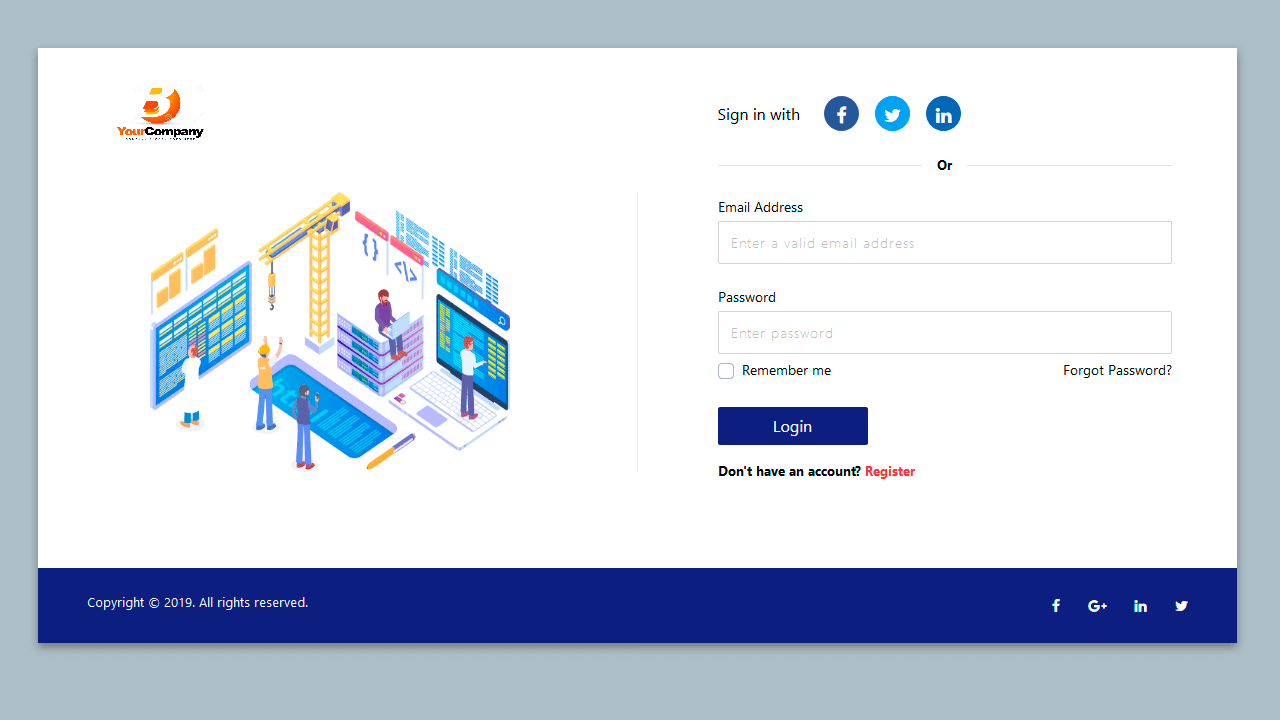 YourCompany
Sign in with
Or
Email Address
Enter a valid email address
Password
Enter password
Remember me
Forgot Password?
Login
Don't have an account? Register
{}
</>
html
Copyright © 2019. All rights reserved.
G+